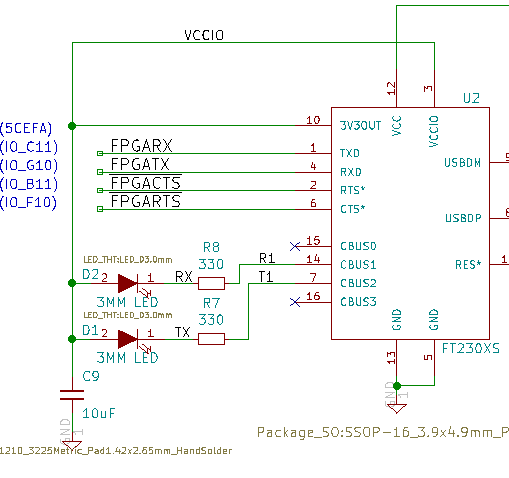 VCCIO
12
3
U2
(5CEFA)
10
3V3OUT
VCC
VCCIO
(IO_C11)
FPGARX
1
TXD
(IO_G10)
FPGATX
4
RXD
USBDM
(IO_B11)
FPGACTS
2
RTS*
(IO_F10)
FPGARTS
6
CTS*
USBDP
15
CBUS0
R8
LED_THT:LED_D3.0mm
330
R1
14
CBUS1
RES*
1
D2
2
1
RX
T1
7
CBUS2
3MM LED
R7
16
CBUS3
LED_THT:LED_D3.0mm
330
D1
2
1
TX
GND
GND
3MM LED
FT230XS
13
5
C9
GND
1
10uF
GND
1
Package_SO:SSOP-16_3.9x4.9mm_P
1210_3225Metric_Pad1.42x2.65mm_HandSolder